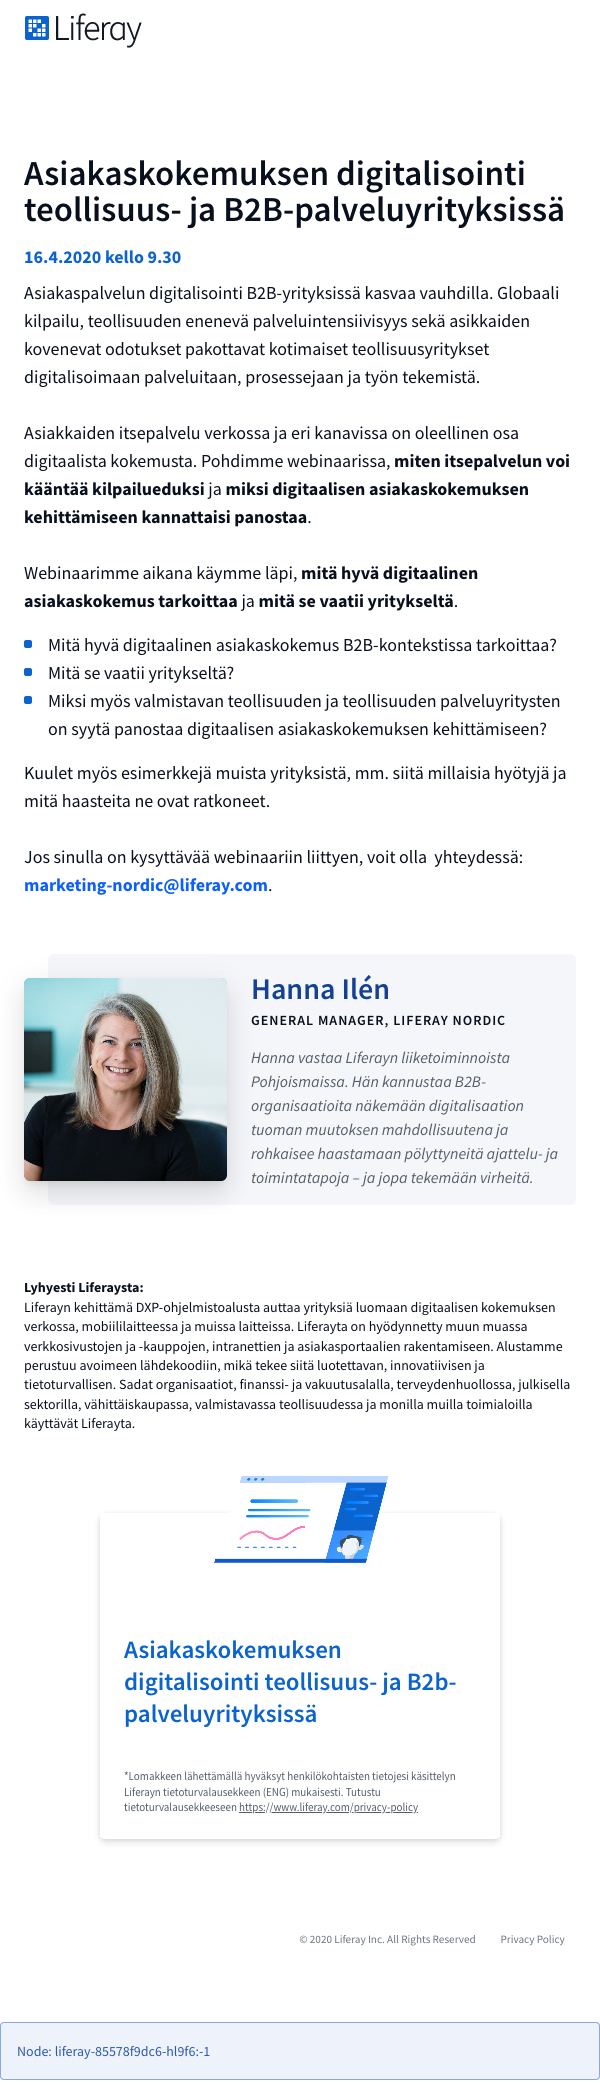 Liferay
Asiakaskokemuksen digitalisointi
teollisuus- ja B2B-palveluyrityksissä
16.4.2020 kello 9.30
Asiakaspalvelun digitalisointi B2B-yrityksissä kasvaa vauhdilla. Globaali
kilpailu, teollisuuden enenevä palveluintensiivisyys sekä asikkaiden
kovenevat odotukset pakottavat kotimaiset teollisuusyritykset
digitalisoimaan palveluitaan, prosessejaan ja työn tekemistä.
Asiakkaiden itsepalvelu verkossa ja eri kanavissa on oleellinen osa
digitaalista kokemusta. Pohdimme webinaarissa, miten itsepalvelun voi
kääntää kilpailueduksi ja miksi digitaalisen asiakaskokemuksen
kehittämiseen kannattaisi panostaa.
Webinaarimme aikana käymme läpi, mitä hyvä digitaalinen
asiakaskokemus tarkoittaa ja mitä se vaatii yritykseltä.
Mitä hyvä digitaalinen asiakaskokemus B2B-kontekstissa tarkoittaa?
Mitä se vaatii yritykseltä?
Miksi myös valmistavan teollisuuden ja teollisuuden palveluyritysten
on syytä panostaa digitaalisen asiakaskokemuksen kehittämiseen?
Kuulet myös esimerkkejä muista yrityksistä, mm. siitä millaisia hyötyjä ja
mitä haasteita ne ovat ratkoneet.
Jos sinulla on kysyttävää webinaariin liittyen, voit olla  yhteydessä:
marketing-nordic@liferay.com.
Hanna Ilén
GENERAL MANAGER, LIFERAY NORDIC
Hanna vastaa Liferayn liiketoiminnoista
Pohjoismaissa. Hän kannustaa B2B-
organisaatioita näkemään digitalisaation
tuoman muutoksen mahdollisuutena ja
rohkaisee haastamaan pölyttyneitä ajattelu- ja
toimintatapoja – ja jopa tekemään virheitä.
Lyhyesti Liferaysta:
Liferayn kehittämä DXP-ohjelmistoalusta auttaa yrityksiä luomaan digitaalisen kokemuksen
verkossa, mobiililaitteessa ja muissa laitteissa. Liferayta on hyödynnetty muun muassa
verkkosivustojen ja -kauppojen, intranettien ja asiakasportaalien rakentamiseen. Alustamme
perustuu avoimeen lähdekoodiin, mikä tekee siitä luotettavan, innovatiivisen ja
tietoturvallisen. Sadat organisaatiot, finanssi- ja vakuutusalalla, terveydenhuollossa, julkisella
sektorilla, vähittäiskaupassa, valmistavassa teollisuudessa ja monilla muilla toimialoilla
käyttävät Liferayta.
Asiakaskokemuksen
digitalisointi teollisuus- ja B2b-
palveluyrityksissä
*Lomakkeen lähettämällä hyväksyt henkilökohtaisten tietojesi käsittelyn
Liferayn tietoturvalausekkeen (ENG) mukaisesti. Tutustu
tietoturvalausekkeeseen https://www.liferay.com/privacy-policy
© 2020 Liferay Inc. All Rights Reserved Privacy Policy
Node: liferay-85578f9dc6-hl9f6:-1